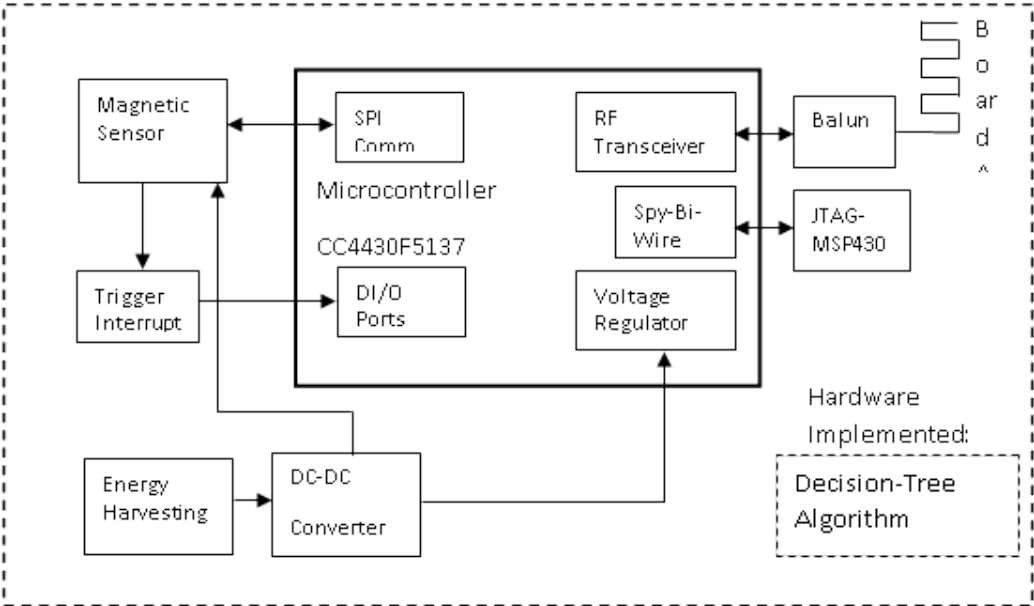 Magnetic
Sensor
SPI
Comm
RF
Transceiver
Balun
B
o
ar
d
Microcontroller
CC4430F5137
Spy-Bi-
Wire
JTAG-
MSP430
Trigger
Interrupt
DI/O
Ports
Voltage
Regulator
Hardware
Implemented:
Decision-Tree
Algorithm
Energy
Harvesting
DC-DC
Converter